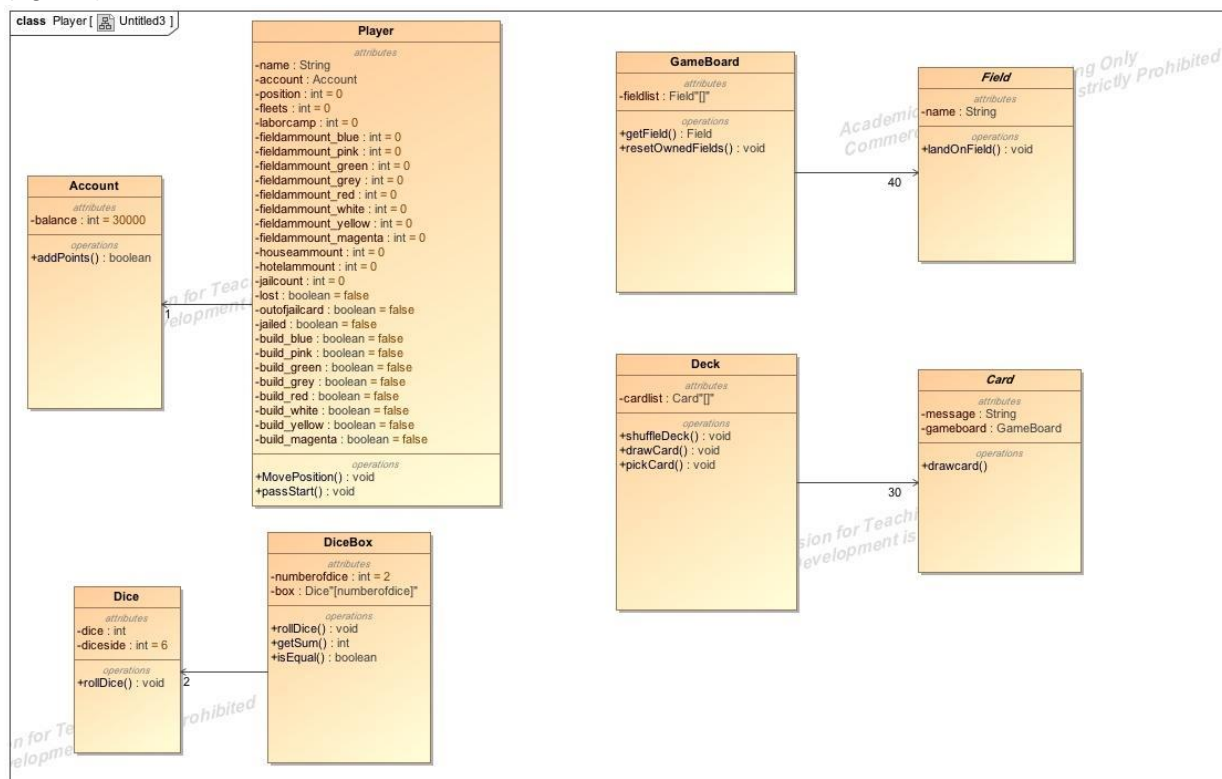 class Player [ Untitled3 ]
Player
attributes
-name : String
-account : Account
-position : int = 0
-fleets : int = 0
-laborcamp : int = 0
-fieldammount_blue : int = 0
-fieldammount_pink : int = 0
-fieldammount_green : int = 0
-fieldammount_grey : int = 0
-fieldammount_red : int = 0
-fieldammount_white : int = 0
-fieldammount_yellow : int = 0
-fieldammount_magenta : int = 0
-houseammount : int = 0
-hotelammount : int = 0
-jailcount : int = 0
-lost : boolean = false
-outofjailcard : boolean = false
-jailed : boolean = false
-build_blue : boolean = false
-build_pink : boolean = false
-build_green : boolean = false
-build_grey : boolean = false
-build_red : boolean = false
-build_white : boolean = false
-build_yellow : boolean = false
-build_magenta : boolean = false
operations
+MovePosition() : void
+passStart() : void
Account
attributes
-balance : int = 30000
operations
+addPoints() : boolean
1
GameBoard
attributes
-fieldlist : Field"[]"
operations
+getField() : Field
+resetOwnedFields() : void
40
Field
attributes
-name : String
operations
+landOnField() : void
Deck
attributes
-cardlist : Card"[]"
operations
+shuffleDeck() : void
+drawCard() : void
+pickCard() : void
30
Card
attributes
-message : String
-gameboard : GameBoard
operations
+drawcard()
DiceBox
attributes
-numberofdice : int = 2
-box : Dice"[numberofdice]"
operations
+rollDice() : void
+getSum() : int
+isEqual() : boolean
Dice
attributes
-dice : int
-diceside : int = 6
operations
+rollDice() : void
2
Academic
ng Only
strictly Prohibited
for Teac